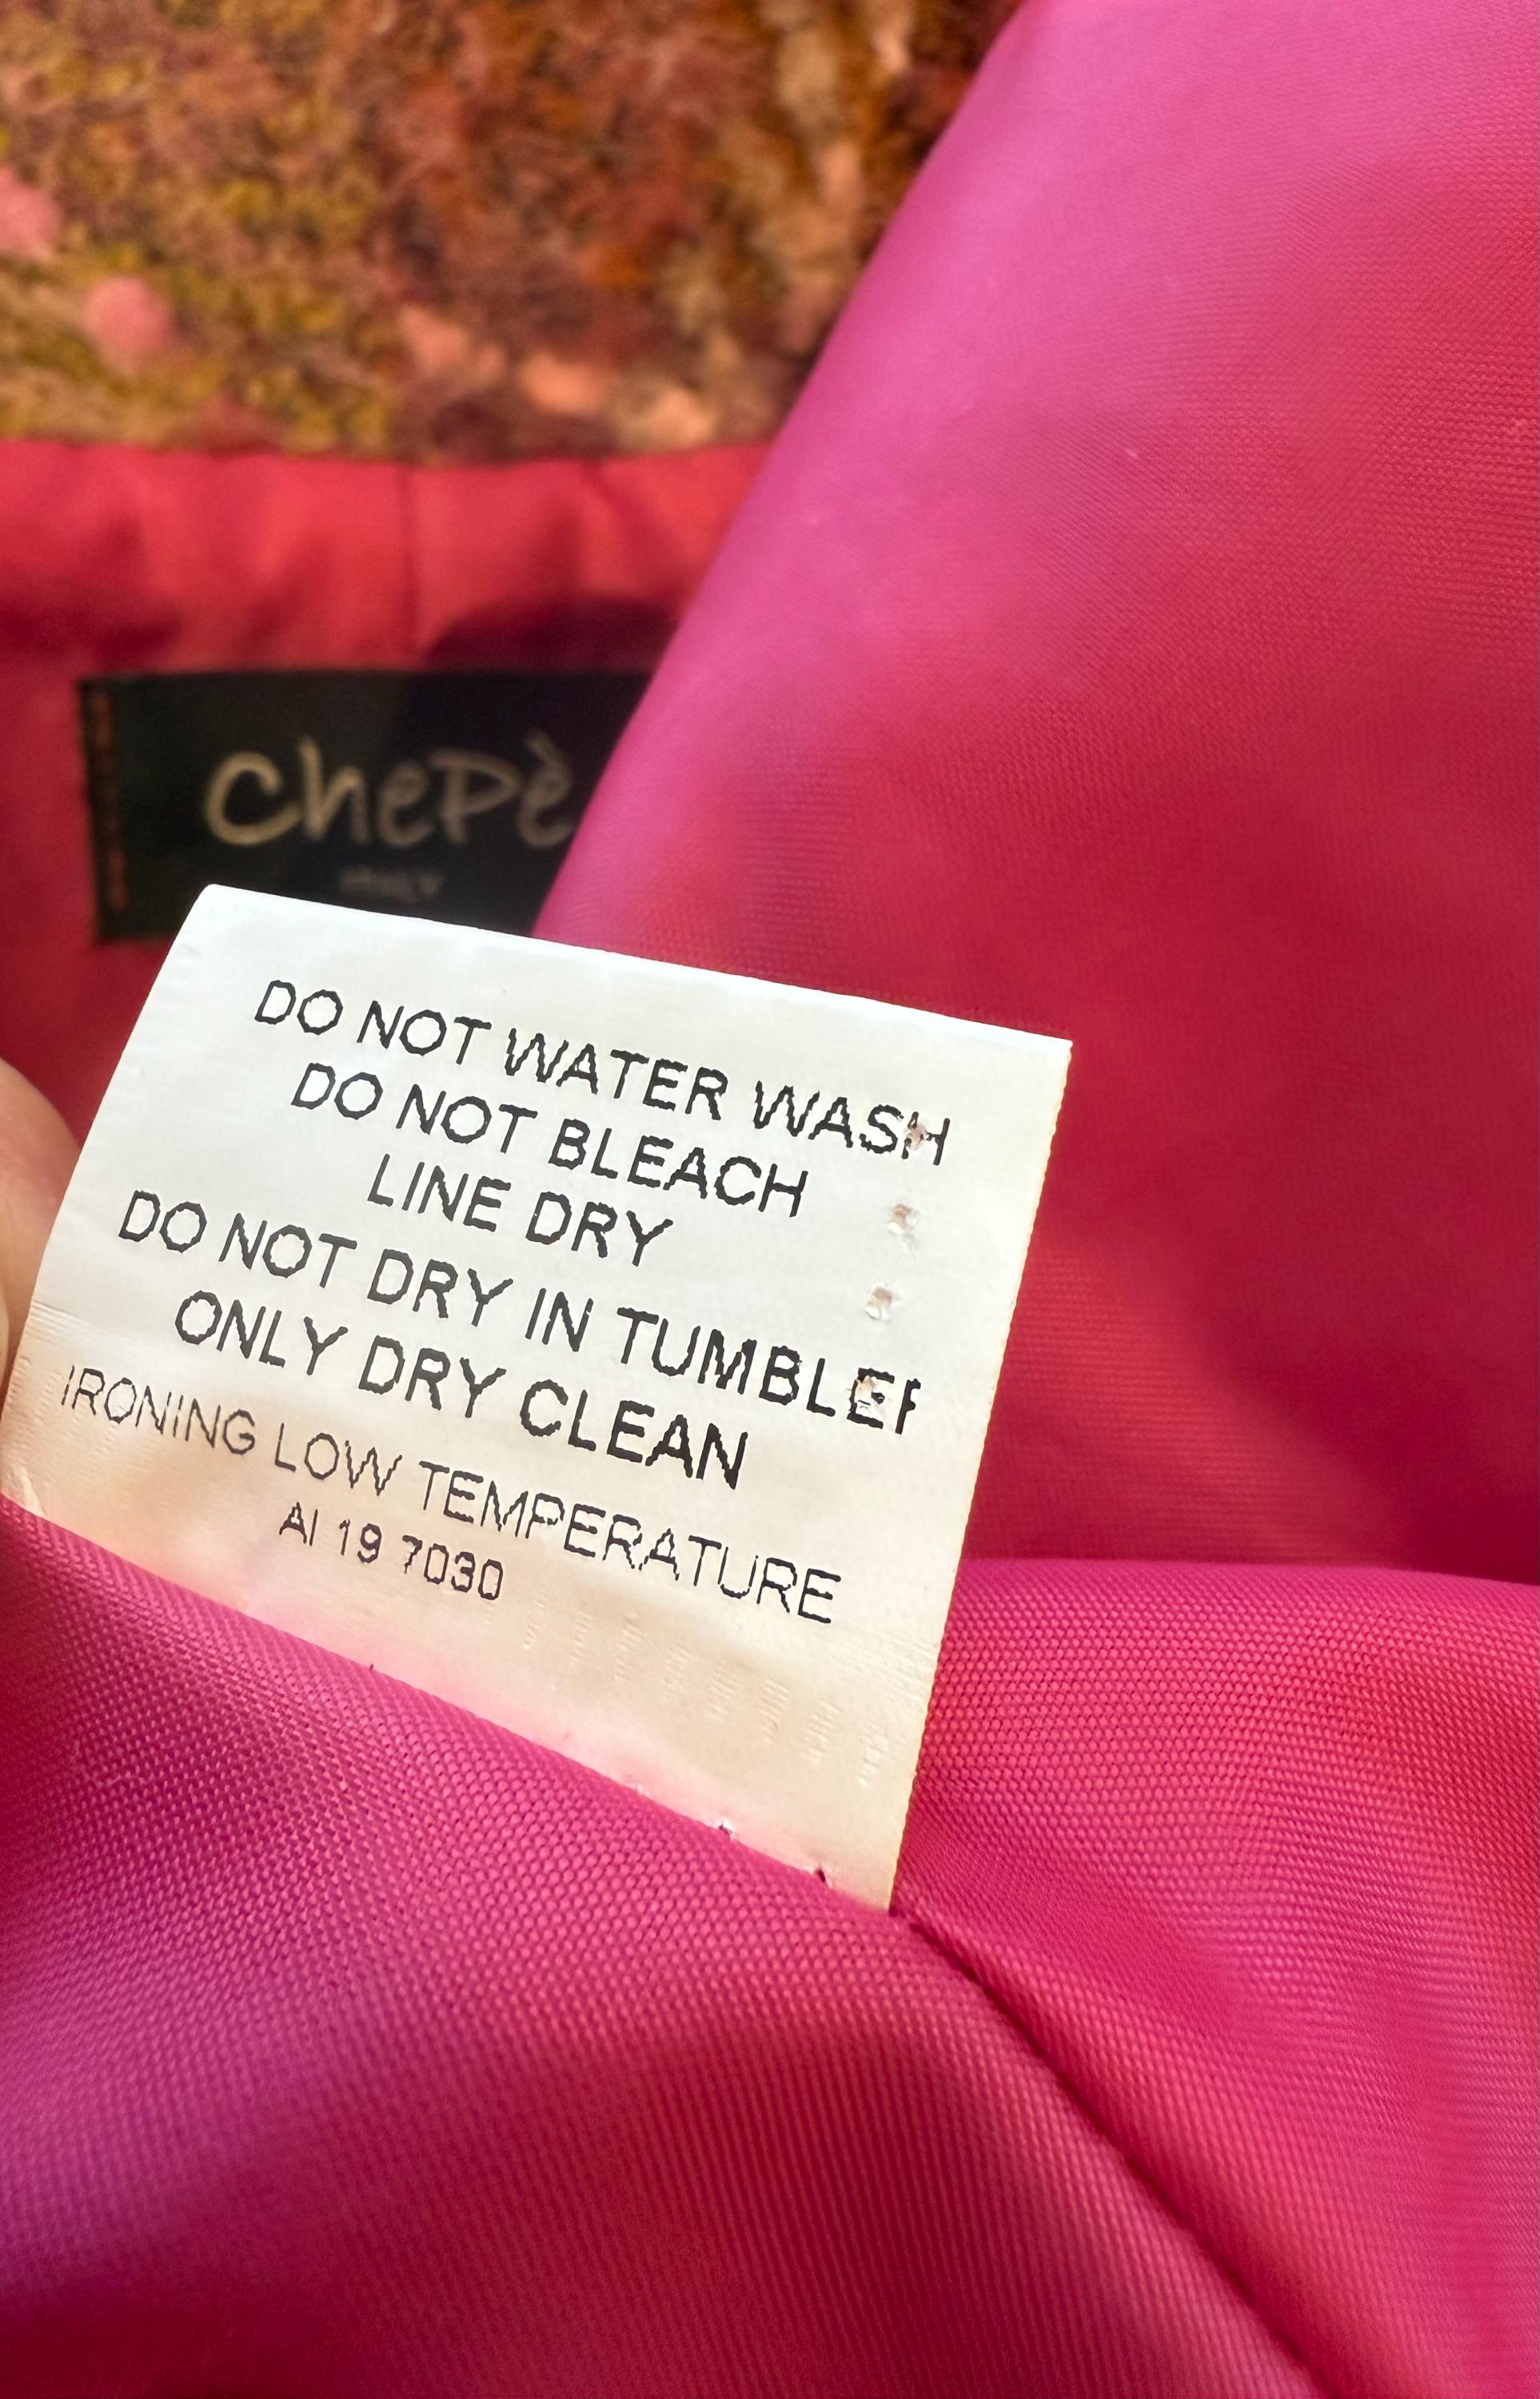 chePè
ITALY
DO NOT WATER WASH
DO NOT BLEACH
LINE DRY
DO NOT DRY IN TUMBLER
ONLY DRY CLEAN
IRONING LOW TEMPERATURE
AI 19 7030